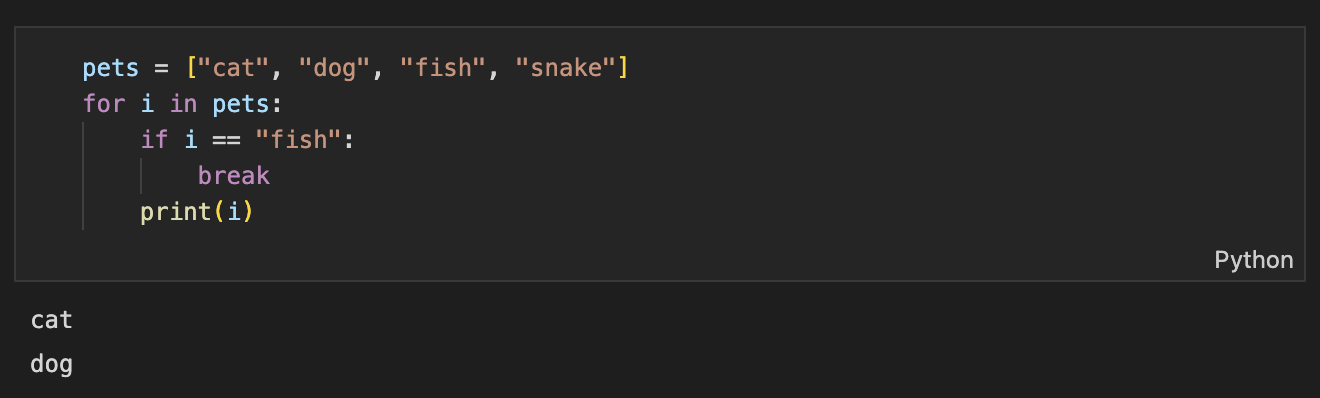 pets = ["cat", "dog", "fish", "snake"]
for i in pets:
    if i == "fish":
        break
    print(i)
Python
cat
dog